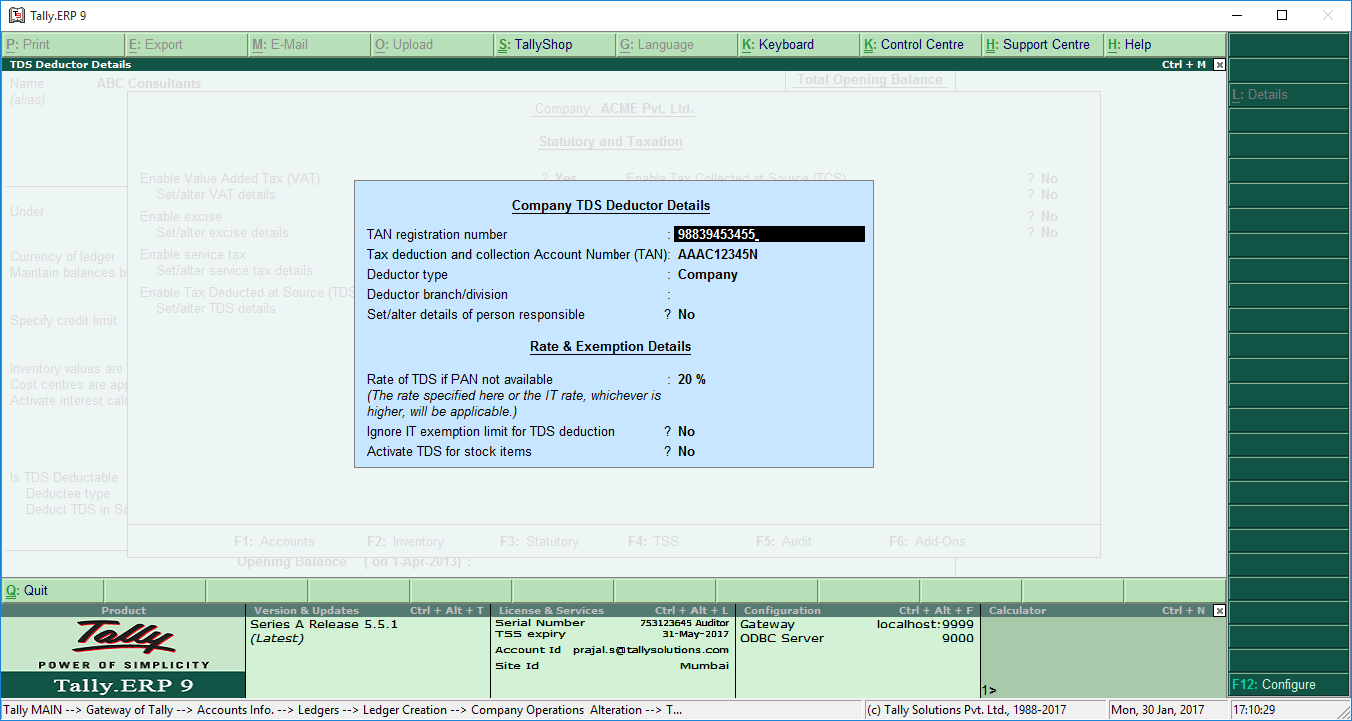 Tally.ERP 9
P: Print E: Export M: E-Mail O: Upload S: TallyShop G: Language K: Keyboard K: Control Centre H: Support Centre H: Help
TDS Deductor Details Ctrl + M
Name : ABC Consultants Total Opening Balance
(alias) :
L: Details
Company: ACME Pvt. Ltd.
Statutory and Taxation
Enable Value Added Tax (VAT) ? Yes Enable Tax Collected at Source (TCS) ? No
Set/alter VAT details ? No
Under
Enable excise ? No
Set/alter excise details ? No
Currency of ledger
Enable service tax
Maintain balances b
Set/alter service tax details
Enable Tax Deducted at Source (TDS
Set/alter TDS details
Specify credit limit
Inventory values are
Cost centres are app
Activate interest calc
Is TDS Deductable
Deductee type
Deduct TDS in Sa
Company TDS Deductor Details
TAN registration number : 98839453455
Tax deduction and collection Account Number (TAN): AAAC12345N
Deductor type : Company
Deductor branch/division :
Set/alter details of person responsible ? No
Rate & Exemption Details
Rate of TDS if PAN not available : 20 %
(The rate specified here or the IT rate, whichever is
higher, will be applicable.)
Ignore IT exemption limit for TDS deduction ? No
Activate TDS for stock items ? No
F1: Accounts F2: Inventory F3: Statutory F4: TSS F5: Audit F6: Add-Ons
Opening Balance ( on 1-Apr-2013) :
Q: Quit
Product Version & Updates Ctrl + Alt + T License & Services Ctrl + Alt + L Configuration Ctrl + Alt + F Calculator Ctrl + N
Tally
POWER OF SIMPLICITY
Tally.ERP 9
Series A Release 5.5.1
(Latest)
Serial Number 753123645 Auditor
TSS expiry 31-May-2017
Account Id prajal.s@tallysolutions.com
Site Id Mumbai
Gateway localhost:9999
ODBC Server 9000
1>
F12: Configure
Tally MAIN --> Gateway of Tally --> Accounts Info. --> Ledgers --> Ledger Creation --> Company Operations Alteration --> T... (c) Tally Solutions Pvt. Ltd., 1988-2017 Mon, 30 Jan, 2017 17:10:29